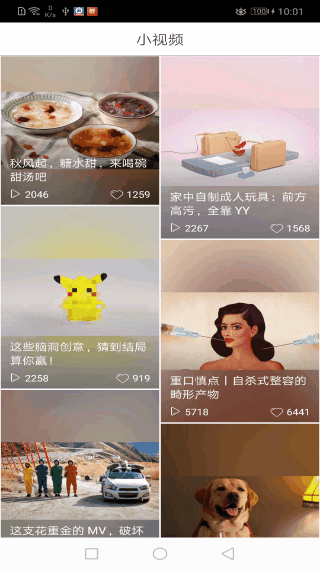 0
K/s
100
10:01
小视频
秋风起，糖水甜，来喝碗
甜汤吧
2046
1259
家中自制成人玩具：前方
高污，全靠 YY
2267
1568
这些脑洞创意，猜到结局
算你赢！
2258
919
重口慎点丨自杀式整容的
畸形产物
5718
6441
这支花重金的 MV，破坏